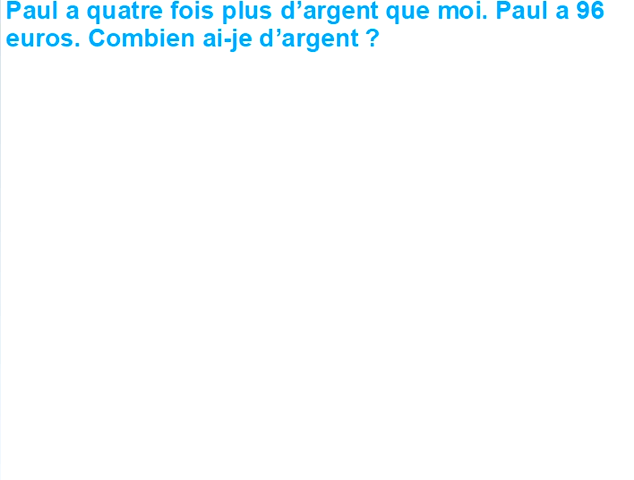 Paul a quatre fois plus d’argent que moi. Paul a 96
euros. Combien ai-je d’argent ?